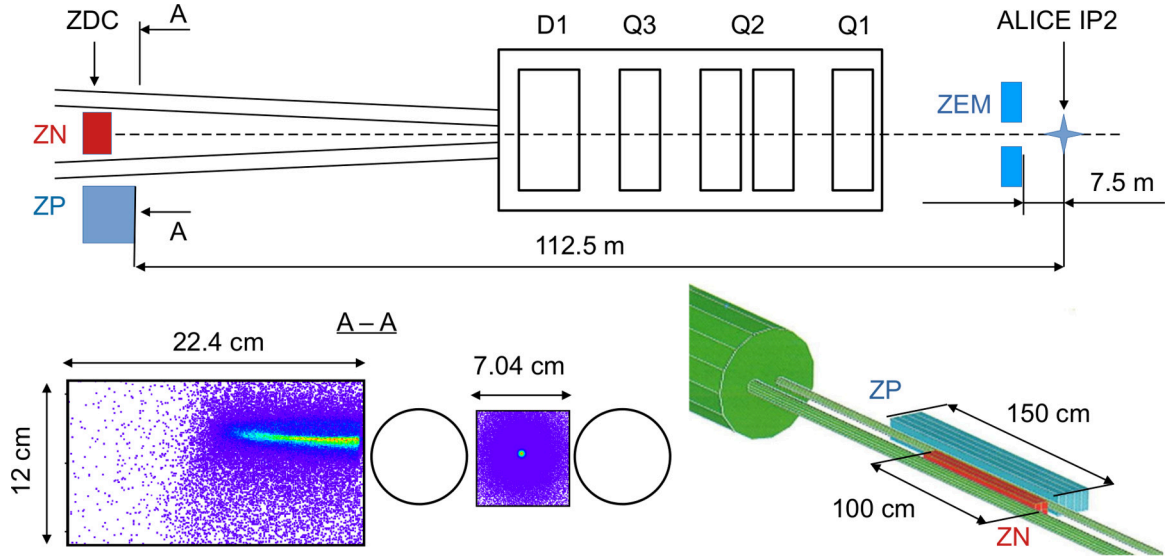 ZDC
A
D1
Q3
Q2
Q1
ALICE IP2
ZN
ZEM
7.5 m
ZP
A
112.5 m
A – A
22.4 cm
7.04 cm
12 cm
ZP
150 cm
100 cm
ZN